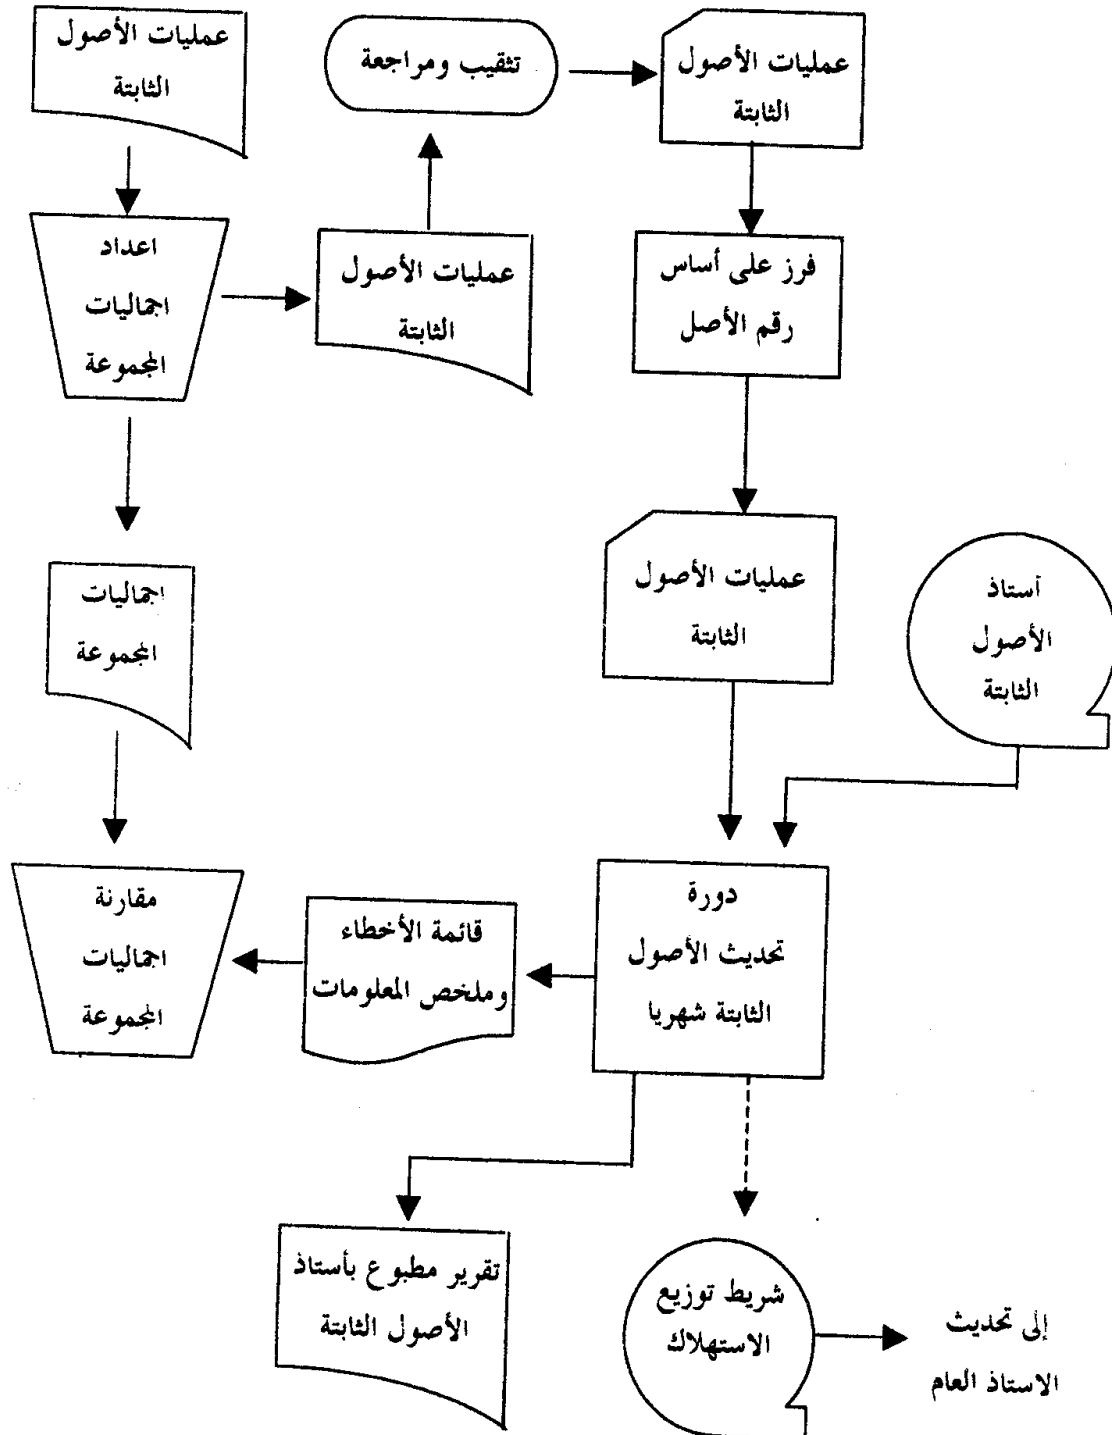 عمليات الأصول
الثابتة
تثقيب ومراجعة
عمليات الأصول
الثابتة
اعداد
اجماليات
المجموعة
عمليات الأصول
الثابتة
فرز على أساس
رقم الأصل
اجماليات
المجموعة
عمليات الأصول
الثابتة
أستاذ
الأصول
الثابتة
مقارنة
اجماليات
المجموعة
قائمة الأخطاء
وملخص المعلومات
دورة
تحديث الأصول
الثابتة شهريا
تقرير مطبوع بأستاذ
الأصول الثابتة
شريط توزيع
الاستهلاك
إلى تحديث
الاستاذ العام